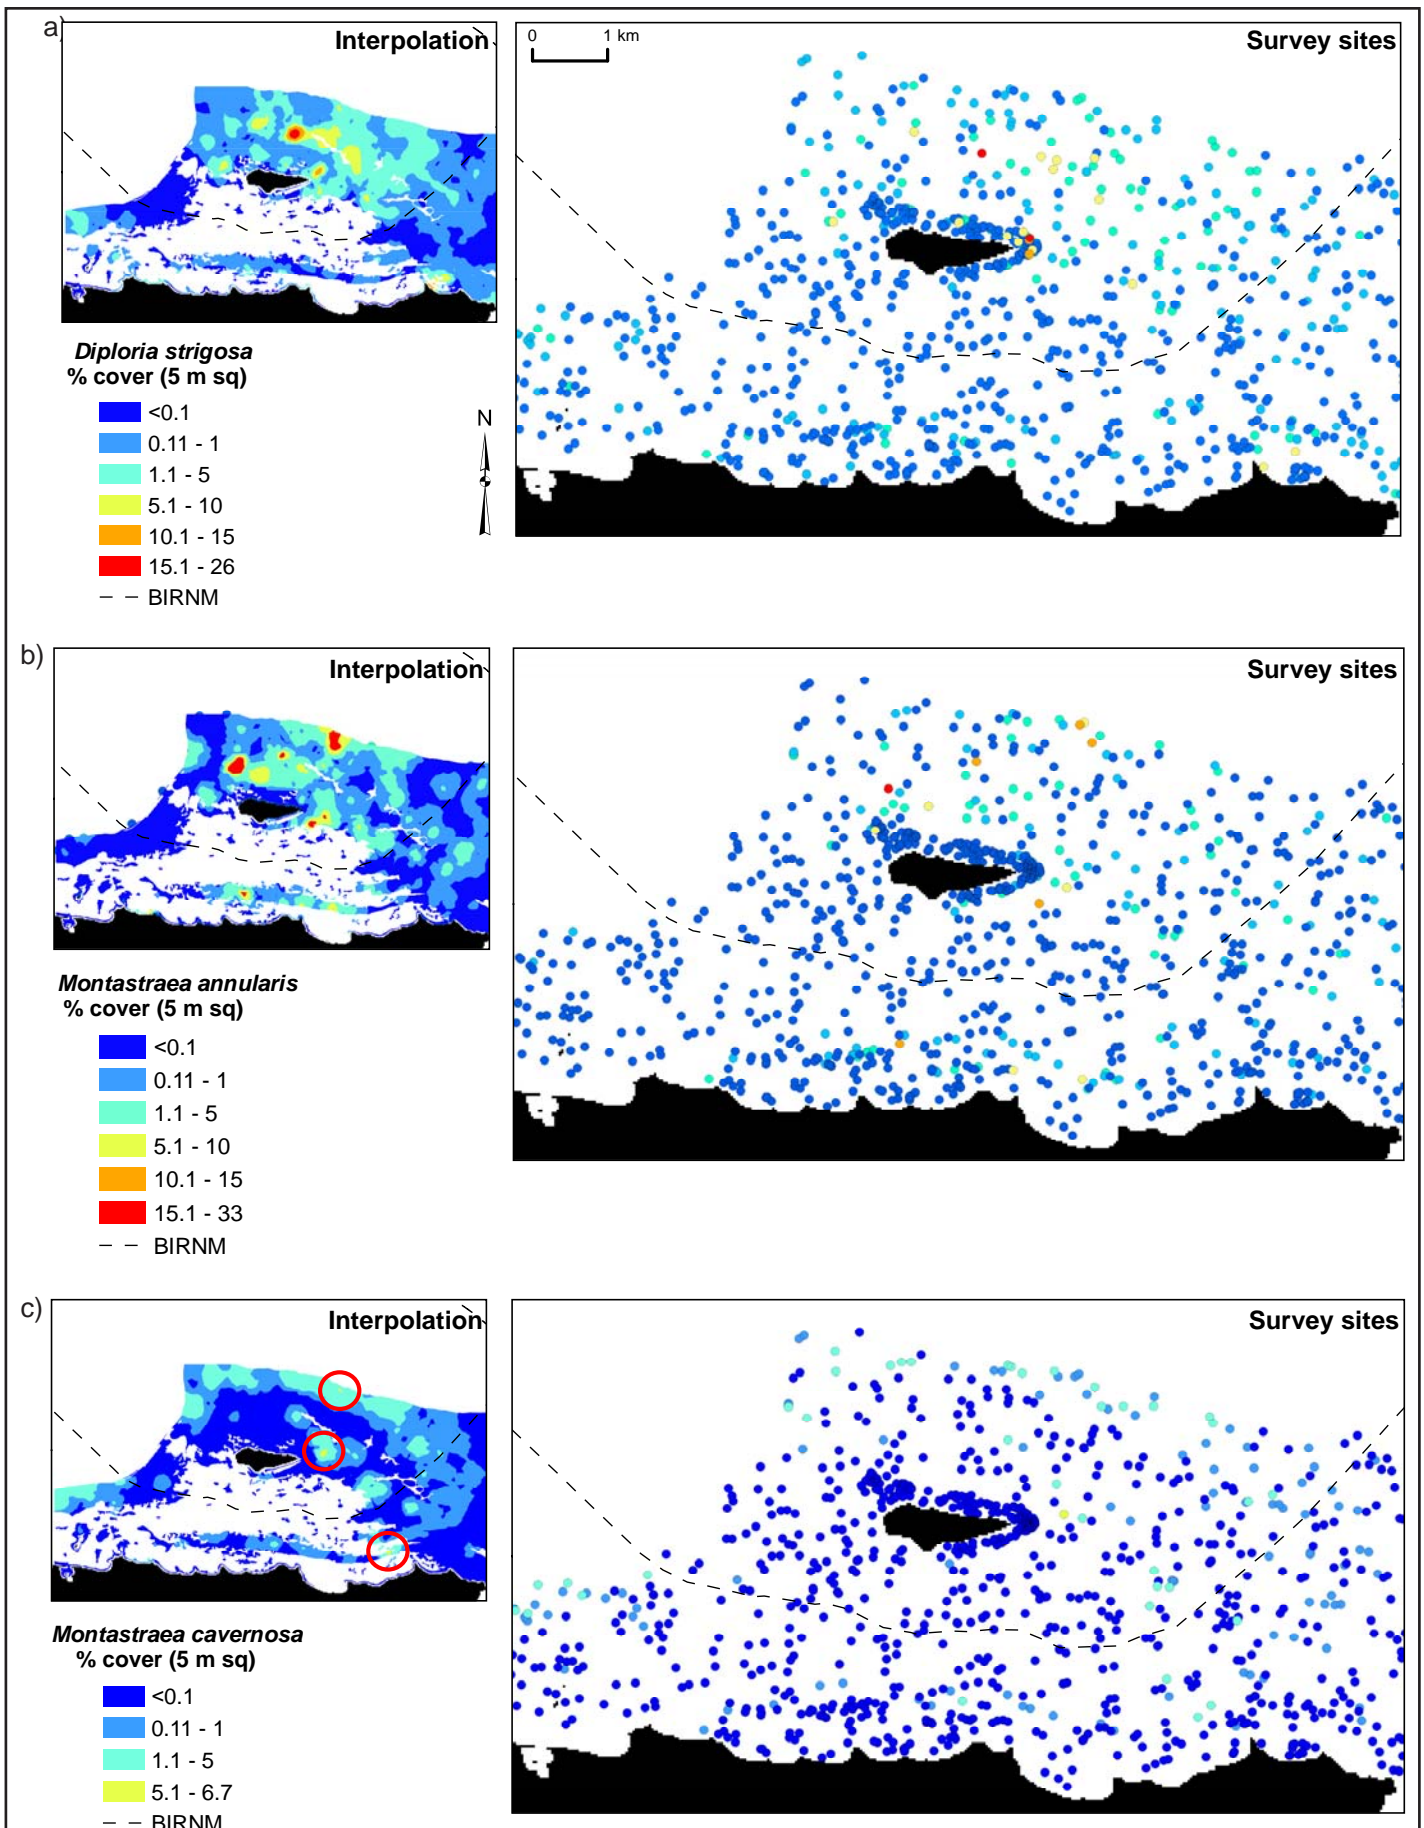 a)
Interpolation
0 1 km
Survey sites
Diploria strigosa
% cover (5 m sq)
<0.1
0.11 - 1
1.1 - 5
5.1 - 10
10.1 - 15
15.1 - 26
BIRNM
N
b)
Interpolation
Survey sites
Montastraea annularis
% cover (5 m sq)
<0.1
0.11 - 1
1.1 - 5
5.1 - 10
10.1 - 15
15.1 - 33
BIRNM
c)
Interpolation
Survey sites
Montastraea cavernosa
% cover (5 m sq)
<0.1
0.11 - 1
1.1 - 5
5.1 - 6.7
BIRNM